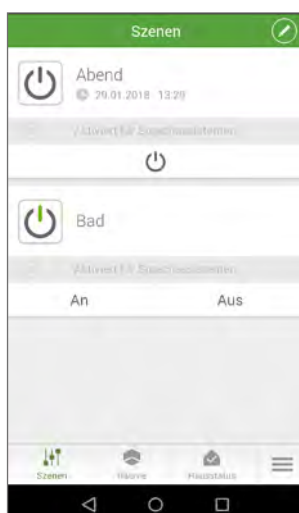 Szenen
Abend
29.01.2018 13:29
Aktiviert für Sprachassistenten
Bad
Aktiviert für Sprachassistenten
An Aus
Szenen Räume Hausstatus